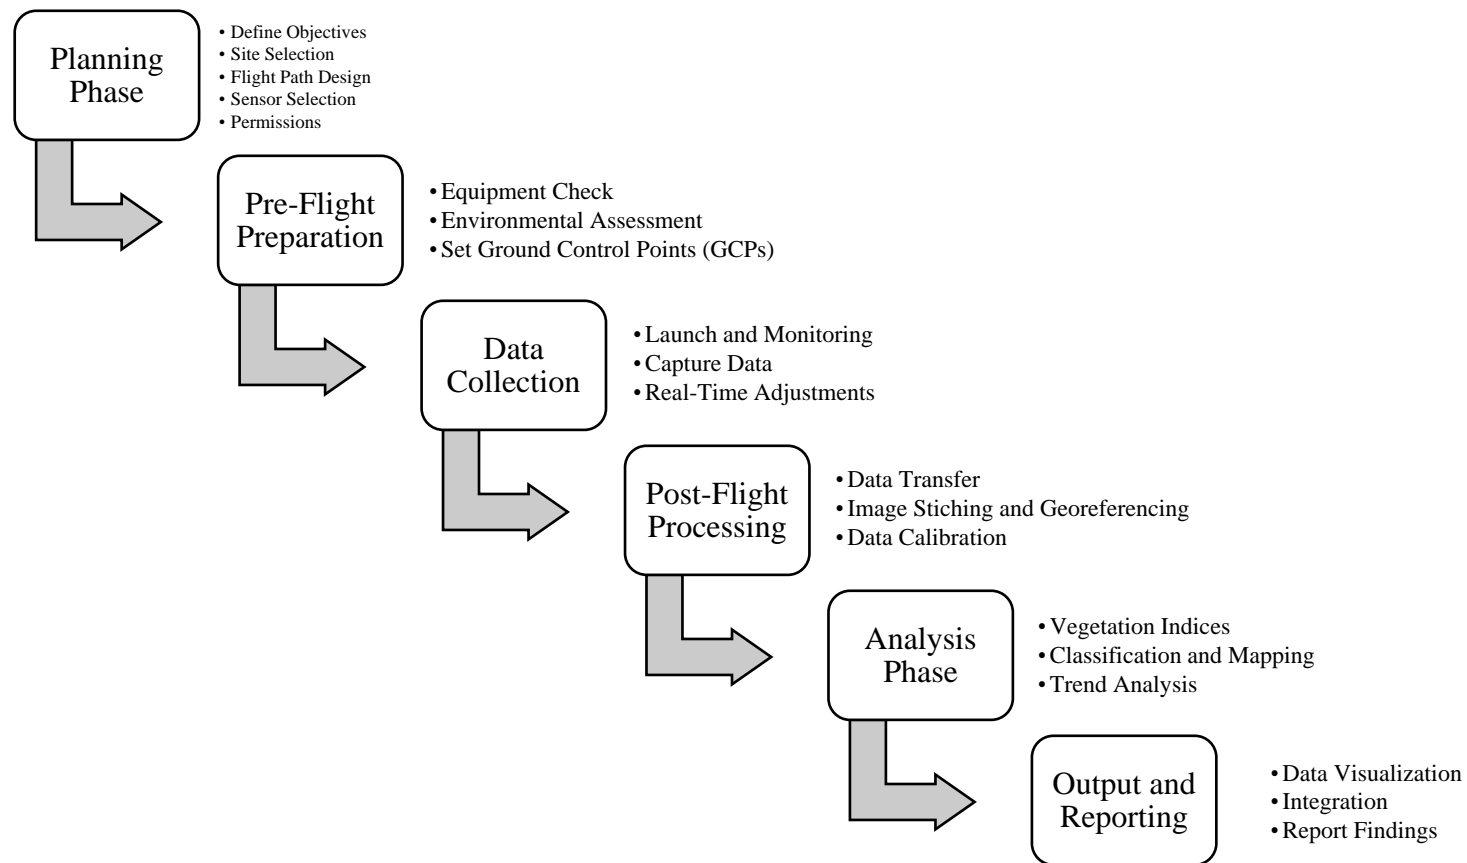 Planning
Phase
• Define Objectives
• Site Selection
• Flight Path Design
• Sensor Selection
• Permissions
Pre-Flight
Preparation
• Equipment Check
• Environmental Assessment
• Set Ground Control Points (GCPs)
Data
Collection
• Launch and Monitoring
• Capture Data
• Real-Time Adjustments
Post-Flight
Processing
• Data Transfer
• Image Stiching and Georeferencing
• Data Calibration
Analysis
Phase
• Vegetation Indices
• Classification and Mapping
• Trend Analysis
Output and
Reporting
• Data Visualization
• Integration
• Report Findings